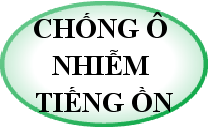 CHỐNG Ô
NHIỄM
TIẾNG ỒN